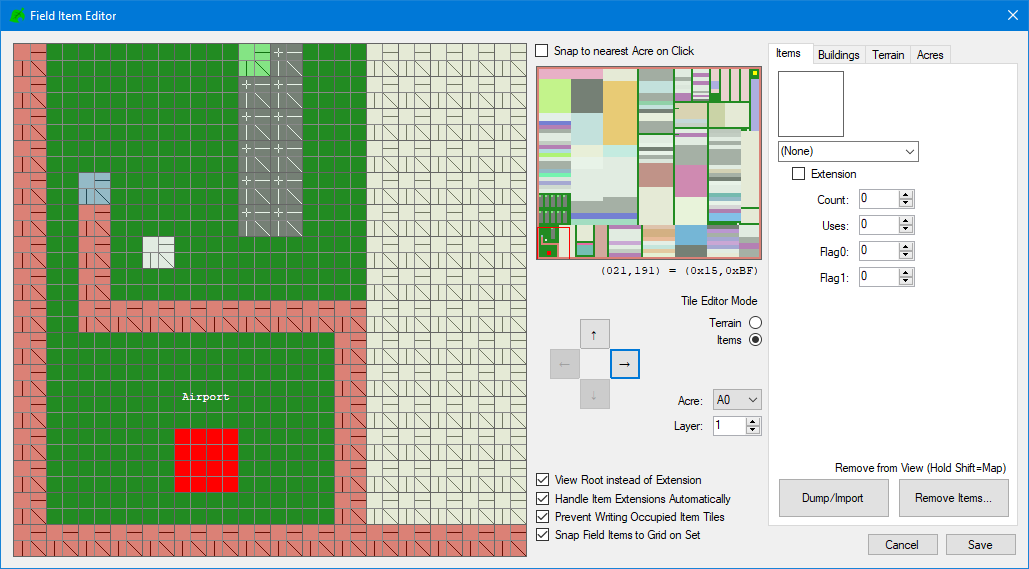 Field Item Editor
Snap to nearest Acre on Click
Items
Buildings
Terrain
Acres
(None)
Extension
Count:
0
Uses:
0
Flag0:
0
Flag1:
0
(021,191) = (0x15,0xBF)
Tile Editor Mode
Terrain
Items
↑
←
→
↓
Airport
Acre:
A0
Layer:
1
View Root instead of Extension
Handle Item Extensions Automatically
Prevent Writing Occupied Item Tiles
Snap Field Items to Grid on Set
Remove from View (Hold Shift=Map)
Dump/Import
Remove Items...
Cancel
Save